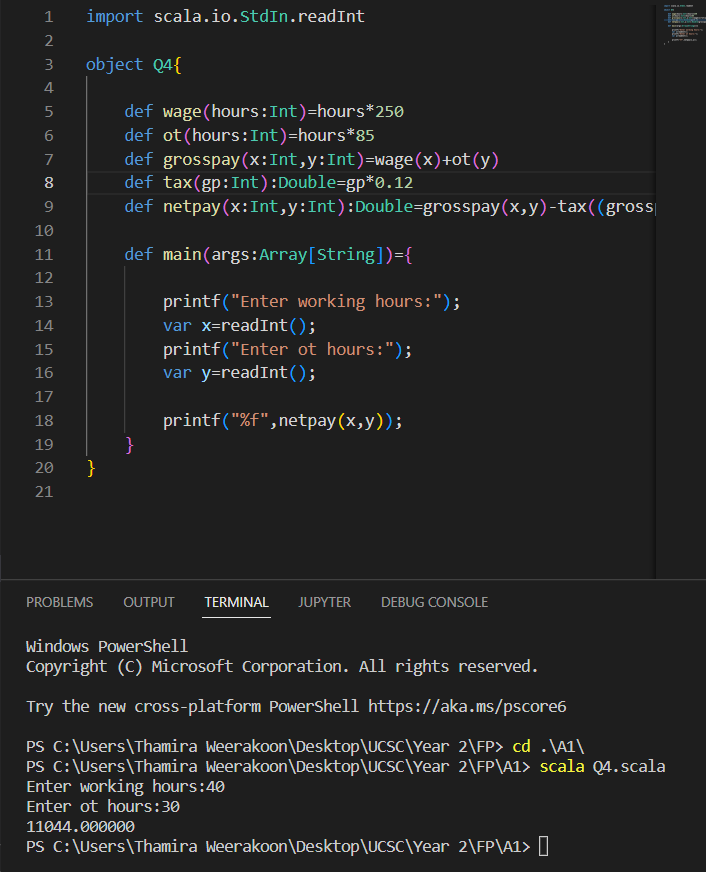 1 import scala.io.StdIn.readInt
2
3 object Q4{
4
5 def wage(hours:Int)=hours*250
6 def ot(hours:Int)=hours*85
7 def grosspay(x:Int,y:Int)=wage(x)+ot(y)
8 def tax(gp:Int):Double=gp*0.12
9 def netpay(x:Int,y:Int):Double=grosspay(x,y)-tax((gross
10
11 def main(args:Array[String])={
12
13 printf("Enter working hours:");
14 var x=readInt();
15 printf("Enter ot hours:");
16 var y=readInt();
17
18 printf("%f",netpay(x,y));
19 }
20 }
21
PROBLEMS OUTPUT TERMINAL JUPYTER DEBUG CONSOLE
Windows PowerShell
Copyright (C) Microsoft Corporation. All rights reserved.
Try the new cross-platform PowerShell https://aka.ms/pscore6
PS C:\Users\Thamira Weerakoon\Desktop\UCSC\Year 2\FP> cd .\A1\
PS C:\Users\Thamira Weerakoon\Desktop\UCSC\Year 2\FP\A1> scala Q4.scala
Enter working hours:40
Enter ot hours:30
11044.000000
PS C:\Users\Thamira Weerakoon\Desktop\UCSC\Year 2\FP\A1>